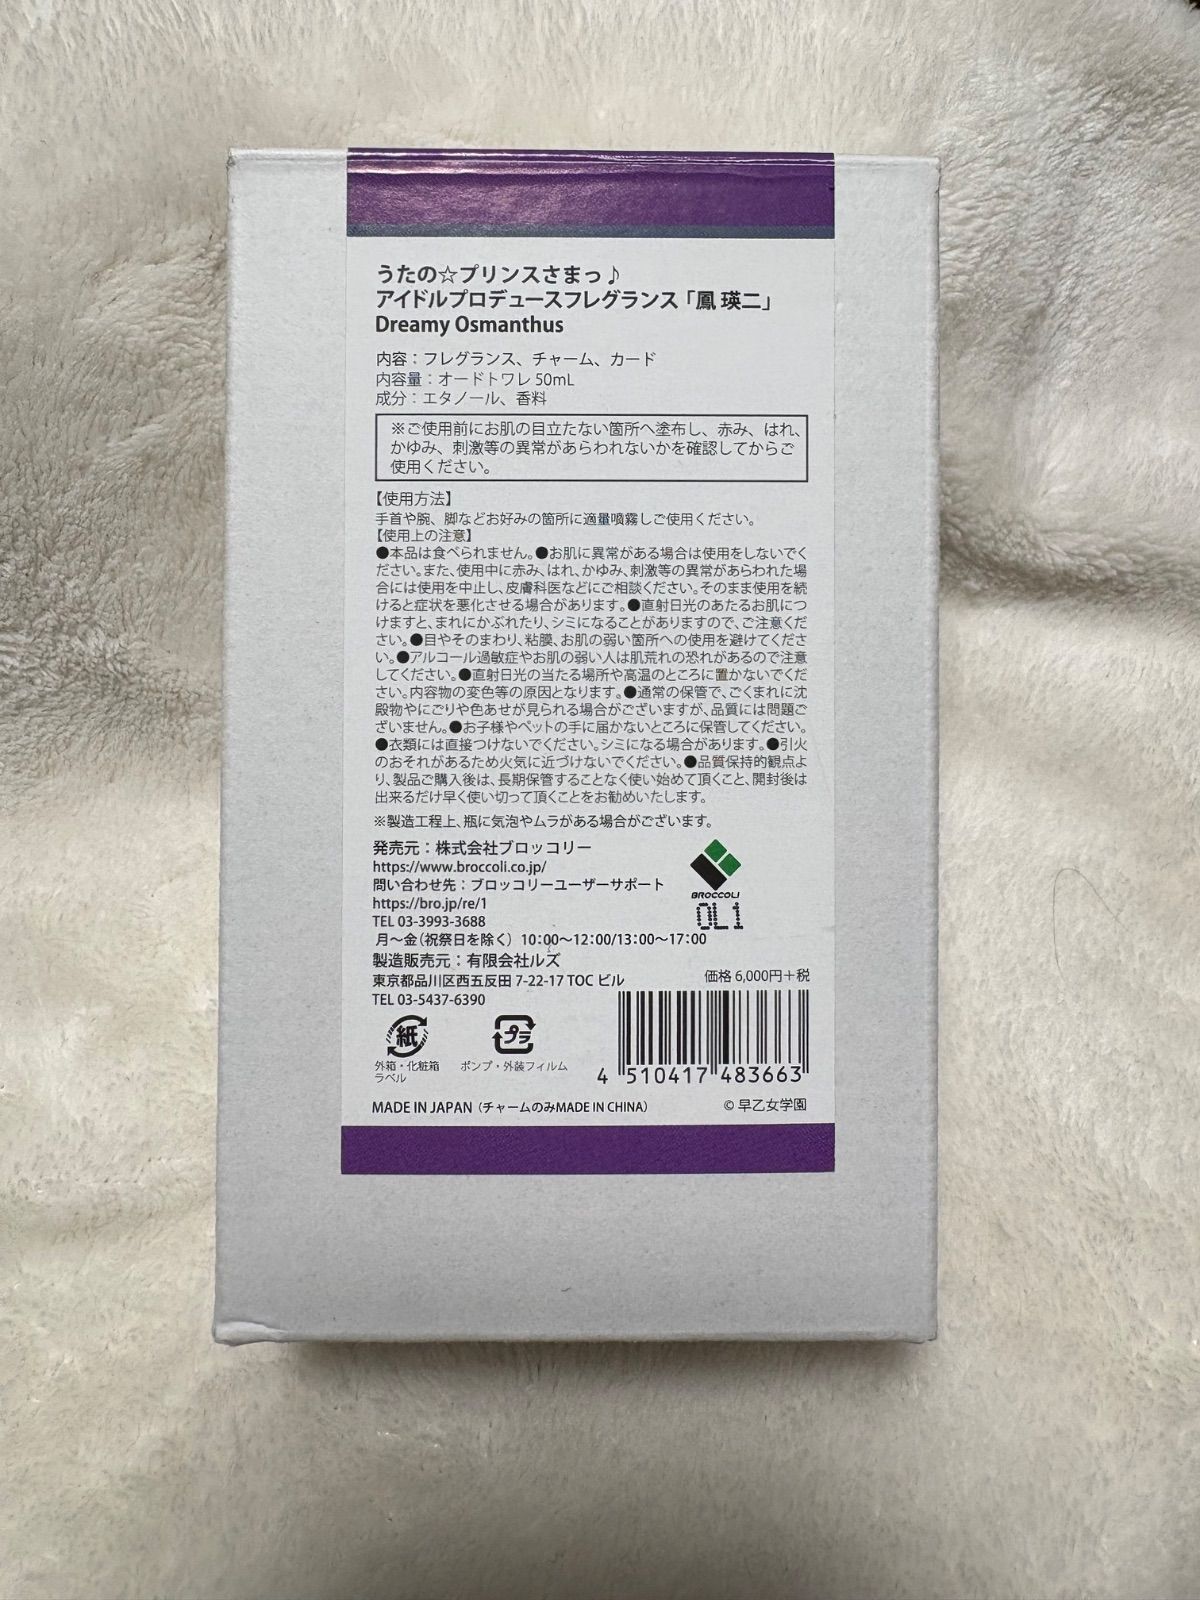 うたの☆プリンスさまっ♪
アイドルプロデュースフレグランス「鳳 瑛二」
Dreamy Osmanthus
内容：フレグランス、チャーム、カード
内容量：オードトワレ 50mL
成分：エタノール、香料
※ご使用前にお肌の目立たない箇所へ塗布し、赤み、はれ、
かゆみ、刺激等の異常があらわれないかを確認してからご
使用ください。
【使用方法】
手首や腕、脚などお好みの箇所に適量噴霧しご使用ください。
【使用上の注意】
●本品は食べられません。●お肌に異常がある場合は使用をしないでく
ださい。また、使用中に赤み、はれ、かゆみ、刺激等の異常があらわれた場
合には使用を中止し、皮膚科医などにご相談ください。そのまま使用を続
けると症状を悪化させる場合があります。●直射日光のあたるお肌につ
けますと、まれにかぶれたり、シミになることがありますので、ご注意くだ
さい。●目やそのまわり、粘膜、お肌の弱い箇所への使用を避けてくださ
い。●アルコール過敏症やお肌の弱い人は肌荒れの恐れがあるので注意
してください。●直射日光の当たる場所や高温のところに置かないでくだ
さい。内容物の変色等の原因となります。●通常の保管で、ごくまれに沈
殿物やにごりや色あせが見られる場合がございますが、品質には問題ご
ざいません。●お子様やペットの手に届かないところに保管してください。
●衣類には直接つけないでください。シミになる場合があります。●引火
のおそれがあるため火気に近づけないでください。●品質保持的観点よ
り、製品ご購入後は、長期保管することなく使い始めて頂くこと、開封後は
出来るだけ早く使い切って頂くことをお勧めいたします。
※製造工程上、瓶に気泡やムラがある場合がございます。
発売元：株式会社ブロッコリー
https://www.broccoli.co.jp/
問い合わせ先：ブロッコリーユーザーサポート
https://bro.jp/re/1
TEL 03-3993-3688
月〜金（祝祭日を除く） 10:00〜12:00/13:00〜17:00
BROCCOLI
OL1
製造販売元：有限会社ルズ
東京都品川区西五反田 7-22-17 TOC ビル
TEL 03-5437-6390
価格 6,000円＋税
紙
外箱・化粧箱
ラベル
プラ
ポンプ・外装フィルム
4 510417 483663
MADE IN JAPAN （チャームのみMADE IN CHINA）
© 早乙女学園